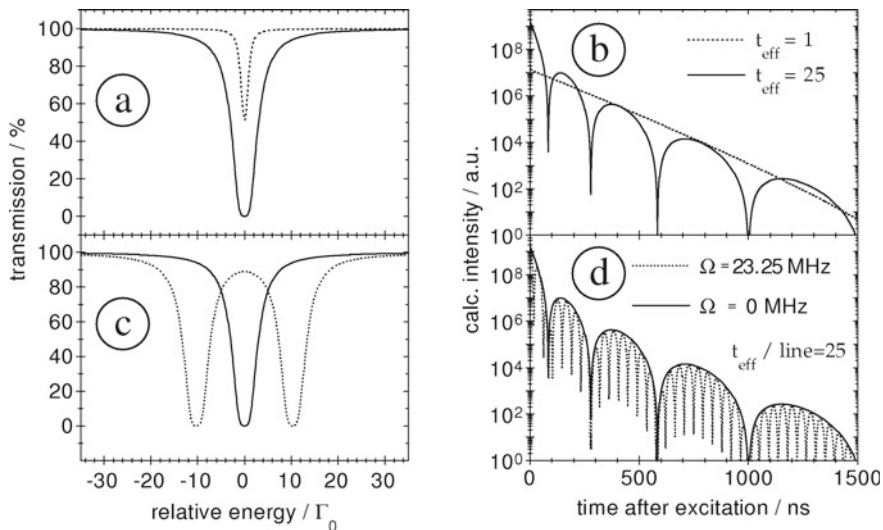 100
80
60
40
20
0
a
transmission / %
100
80
60
40
20
0
c
-30 -20 -10 0 10 20 30
relative energy / Γ0
10^8
10^6
10^4
10^2
10^0
b
t_eff = 1
t_eff = 25
calc. intensity / a.u.
10^8
10^6
10^4
10^2
10^0
d
Ω = 23.25 MHz
Ω = 0 MHz
t_eff / line=25
0 500 1000 1500
time after excitation / ns